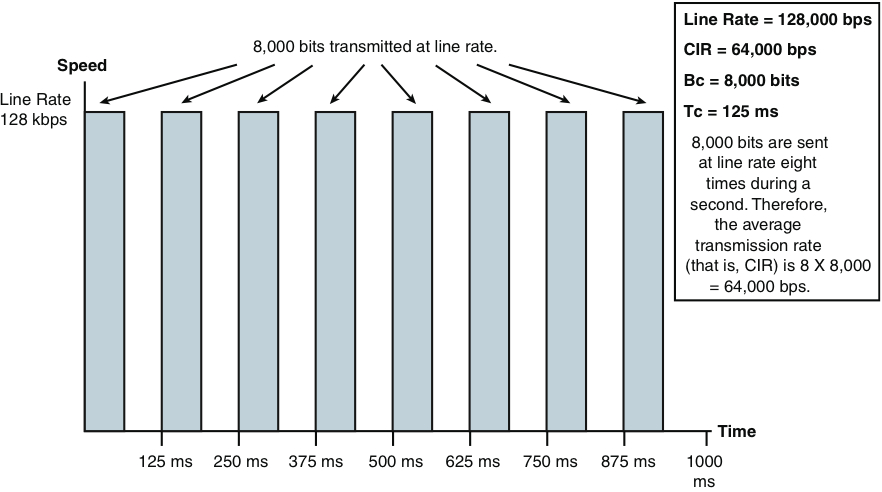 8,000 bits transmitted at line rate.
Speed
Line Rate
128 kbps
Line Rate = 128,000 bps
CIR = 64,000 bps
Bc = 8,000 bits
Tc = 125 ms
8,000 bits are sent
at line rate eight
times during a
second. Therefore,
the average
transmission rate
(that is, CIR) is 8 X 8,000
= 64,000 bps.
Time
125 ms
250 ms
375 ms
500 ms
625 ms
750 ms
875 ms
1000
ms